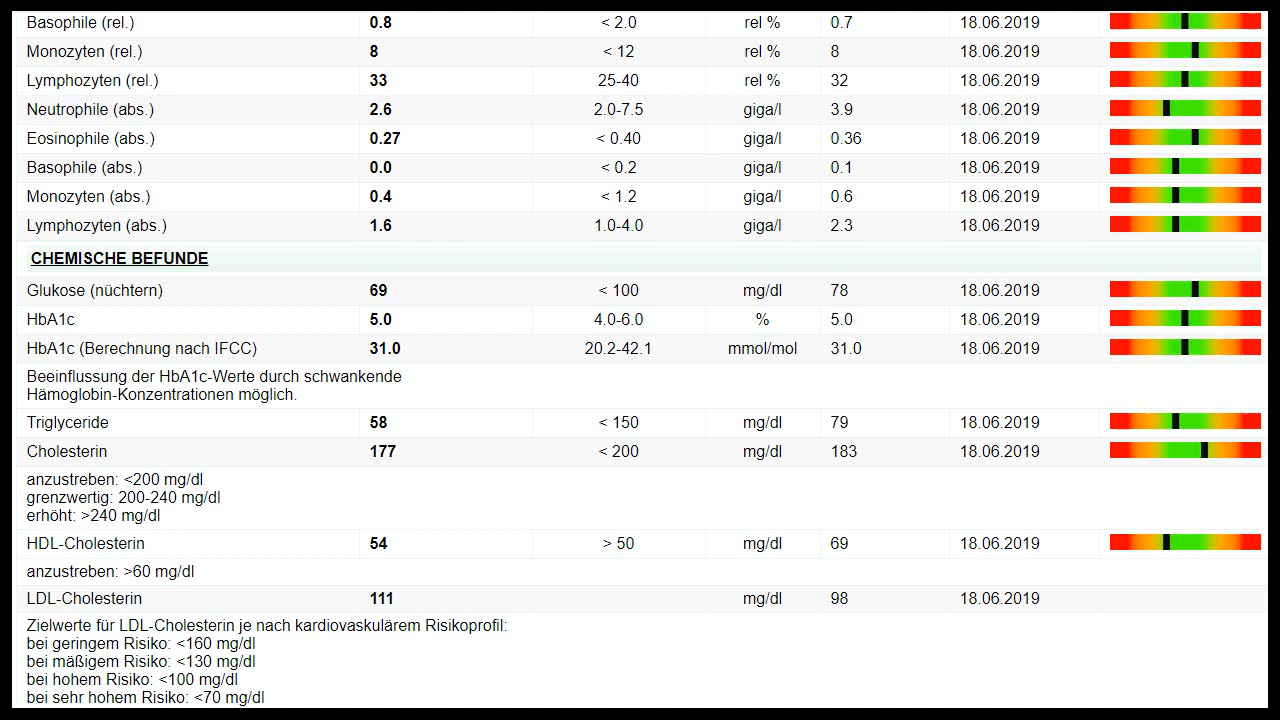 Basophile (rel.) 0.8 < 2.0 rel % 0.7 18.06.2019
Monozyten (rel.) 8 < 12 rel % 8 18.06.2019
Lymphozyten (rel.) 33 25-40 rel % 32 18.06.2019
Neutrophile (abs.) 2.6 2.0-7.5 giga/l 3.9 18.06.2019
Eosinophile (abs.) 0.27 < 0.40 giga/l 0.36 18.06.2019
Basophile (abs.) 0.0 < 0.2 giga/l 0.1 18.06.2019
Monozyten (abs.) 0.4 < 1.2 giga/l 0.6 18.06.2019
Lymphozyten (abs.) 1.6 1.0-4.0 giga/l 2.3 18.06.2019
CHEMISCHE BEFUNDE
Glukose (nüchtern) 69 < 100 mg/dl 78 18.06.2019
HbA1c 5.0 4.0-6.0 % 5.0 18.06.2019
HbA1c (Berechnung nach IFCC) 31.0 20.2-42.1 mmol/mol 31.0 18.06.2019
Beeinflussung der HbA1c-Werte durch schwankende
Hämoglobin-Konzentrationen möglich.
Triglyceride 58 < 150 mg/dl 79 18.06.2019
Cholesterin 177 < 200 mg/dl 183 18.06.2019
anzustreben: <200 mg/dl
grenzwertig: 200-240 mg/dl
erhöht: >240 mg/dl
HDL-Cholesterin 54 > 50 mg/dl 69 18.06.2019
anzustreben: >60 mg/dl
LDL-Cholesterin 111 mg/dl 98 18.06.2019
Zielwerte für LDL-Cholesterin je nach kardiovaskulärem Risikoprofil:
bei geringem Risiko: <160 mg/dl
bei mäßigem Risiko: <130 mg/dl
bei hohem Risiko: <100 mg/dl
bei sehr hohem Risiko: <70 mg/dl